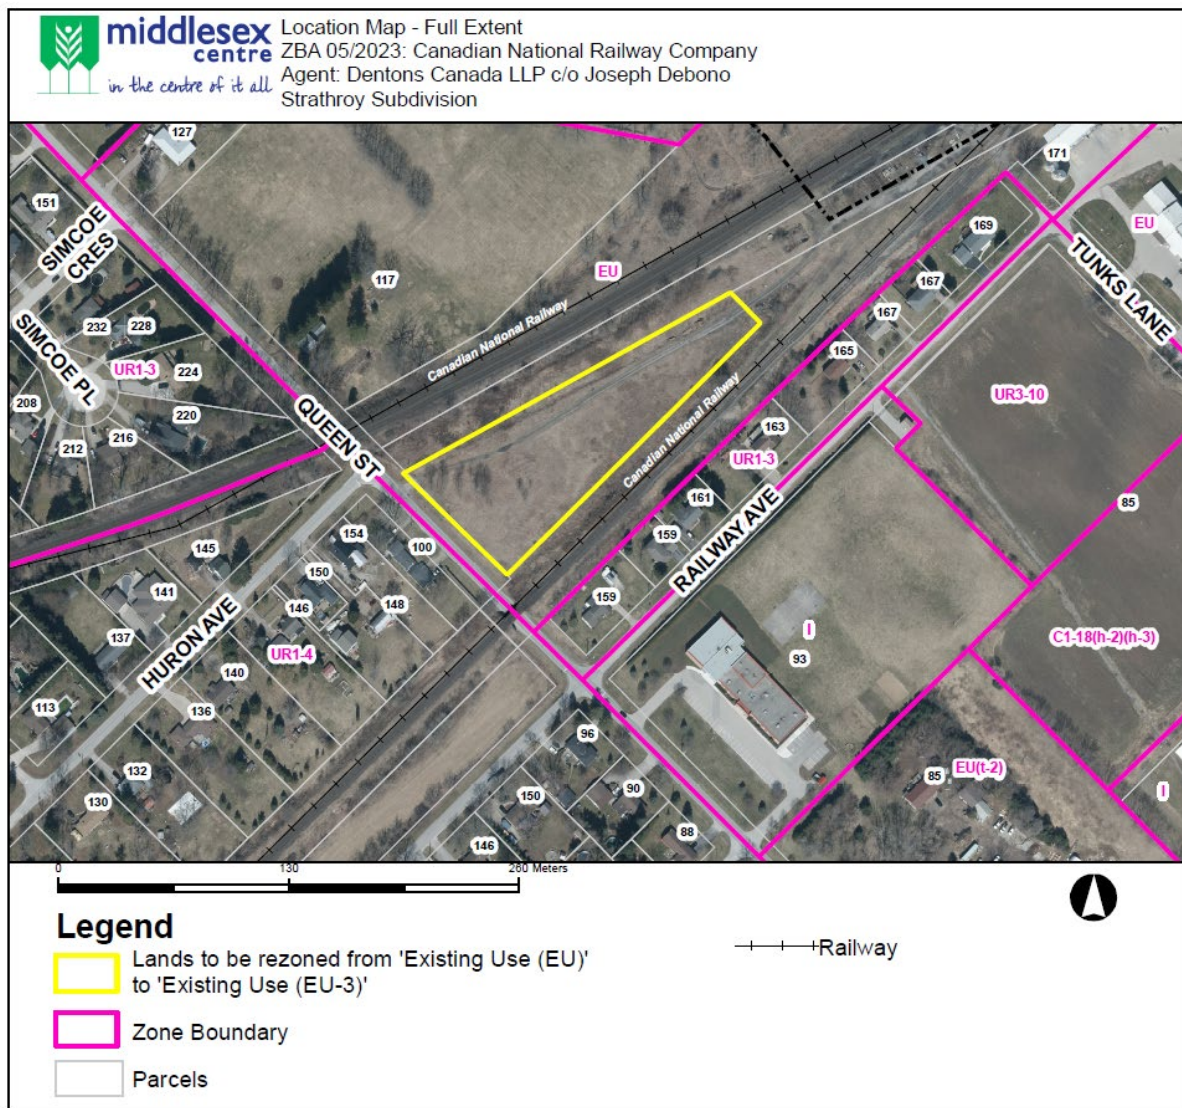 middlesex
centre
in the centre of it all
Location Map - Full Extent
ZBA 05/2023: Canadian National Railway Company
Agent: Dentons Canada LLP c/o Joseph Debono
Strathroy Subdivision
127
171
151
SIMCOE
CRES
169
EU
EU
117
TUNKS LANE
167
232
228
Canadian National Railway
167
SIMCOE PL
UR1-3
165
224
Canadian National Railway
UR3-10
208
220
QUEEN ST
216
163
212
UR1-3
161
85
RAILWAY AVE
154
100
159
145
150
141
159
146
148
HURON AVE
I
137
C1-18(h-2)(h-3)
UR1-4
93
140
113
136
96
132
EU(t-2)
85
90
I
130
150
88
146
0
130
260 Meters
Legend
Lands to be rezoned from 'Existing Use (EU)'
to 'Existing Use (EU-3)'
Railway
Zone Boundary
Parcels